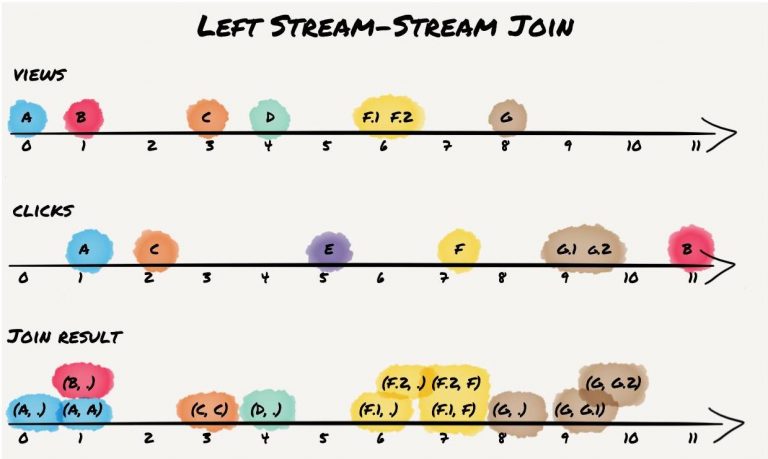 LEFT STREAM-STREAM JOIN
VIEWS
A B C D F.1 F.2 G
0 1 2 3 4 5 6 7 8 9 10 11
CLICKS
A C E F G.1 G.2 B
0 1 2 3 4 5 6 7 8 9 10 11
JOIN RESULT
(B, .) (F.2, .) (F.2, F) (G, G.2)
(A, .) (A, A) (C, C) (D, .) (F.1, .) (F.1, F) (G, .) (G, G.1)
0 1 2 3 4 5 6 7 8 9 10 11